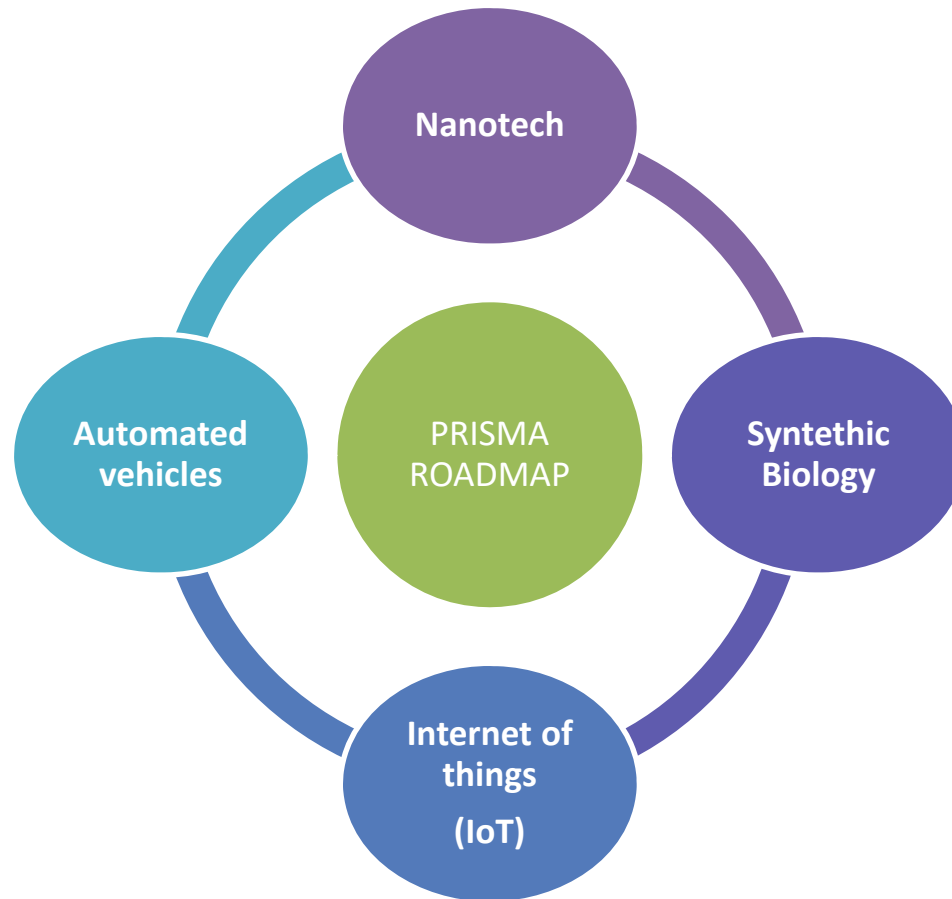 Nanotech
Automated
vehicles
PRISMA
ROADMAP
Syntethic
Biology
Internet of
things
(IoT)